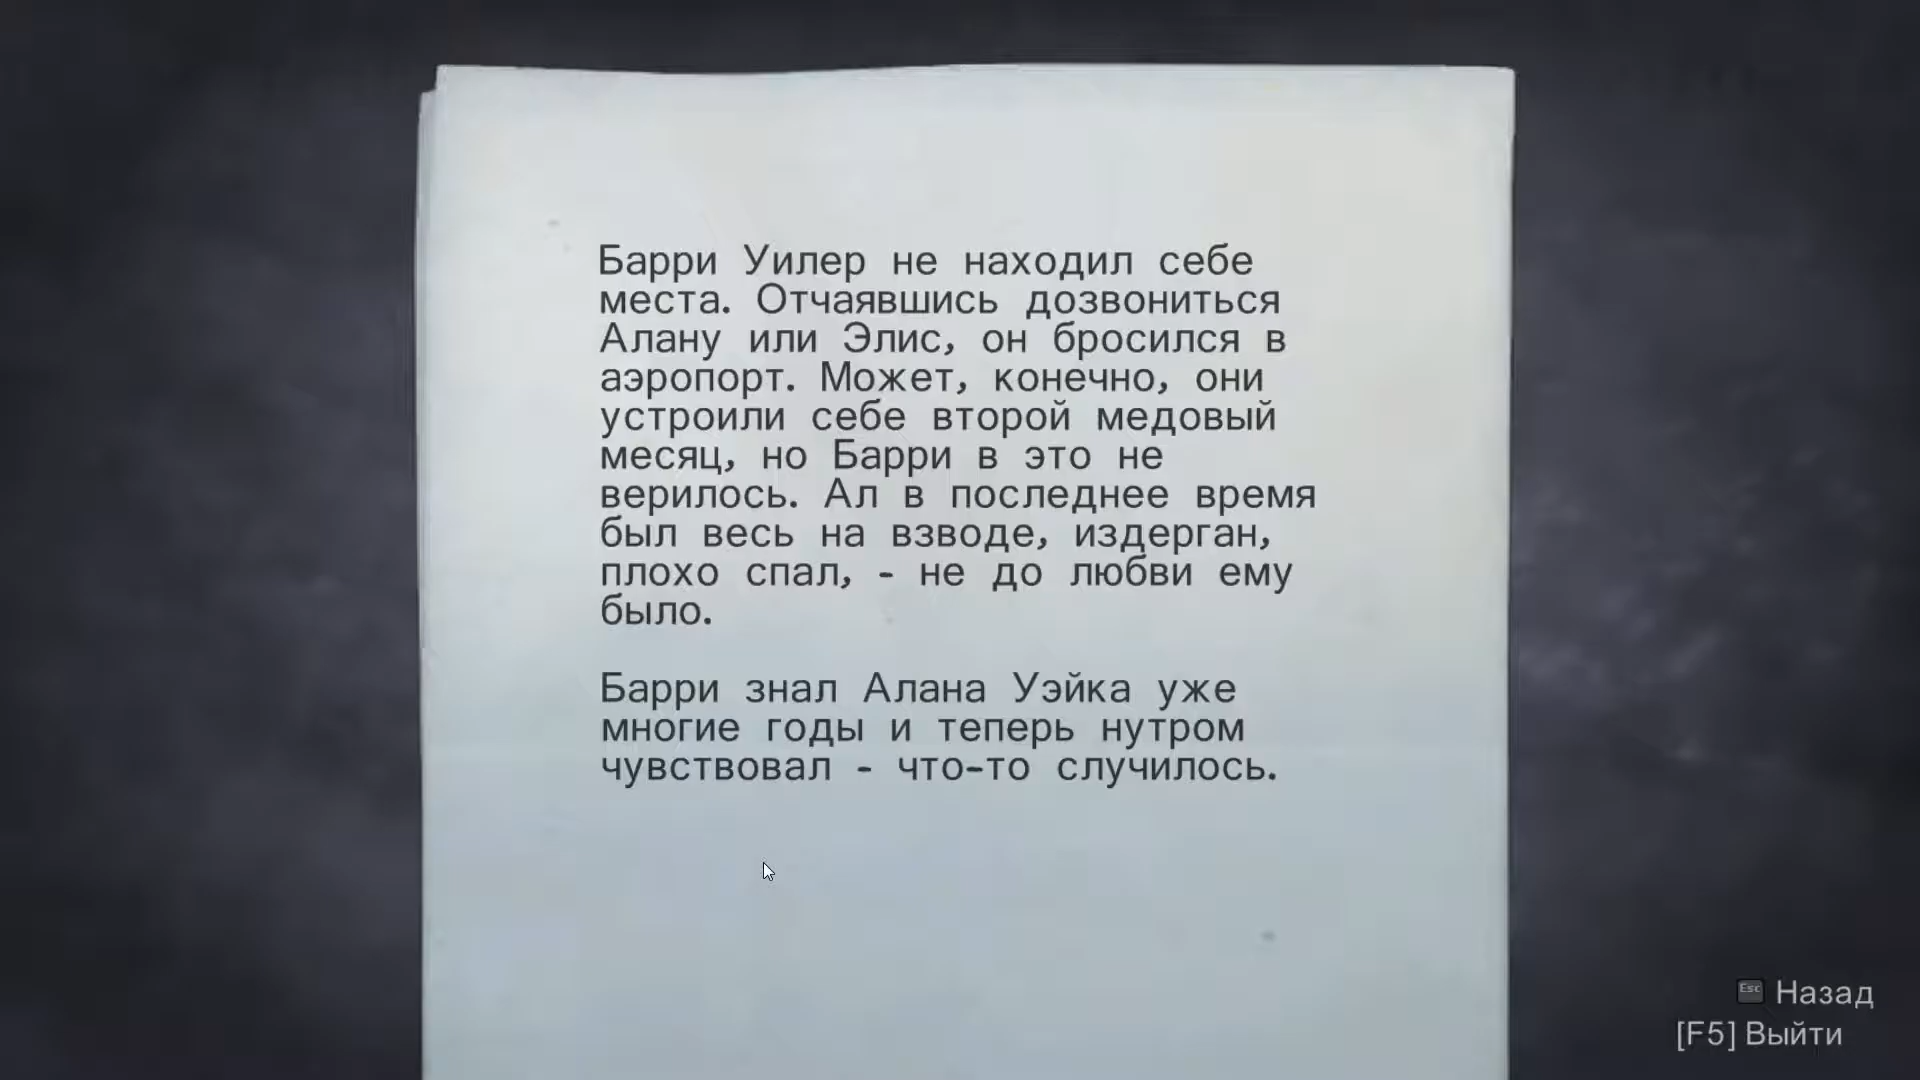 Барри Уилер не находил себе
места. Отчаявшись дозвониться
Алану или Элис, он бросился в
аэропорт. Может, конечно, они
устроили себе второй медовый
месяц, но Барри в это не
верилось. Ал в последнее время
был весь на взводе, издерган,
плохо спал, - не до любви ему
было.
Барри знал Алана Уэйка уже
многие годы и теперь нутром
чувствовал - что-то случилось.
Esc Назад
[F5] Выйти